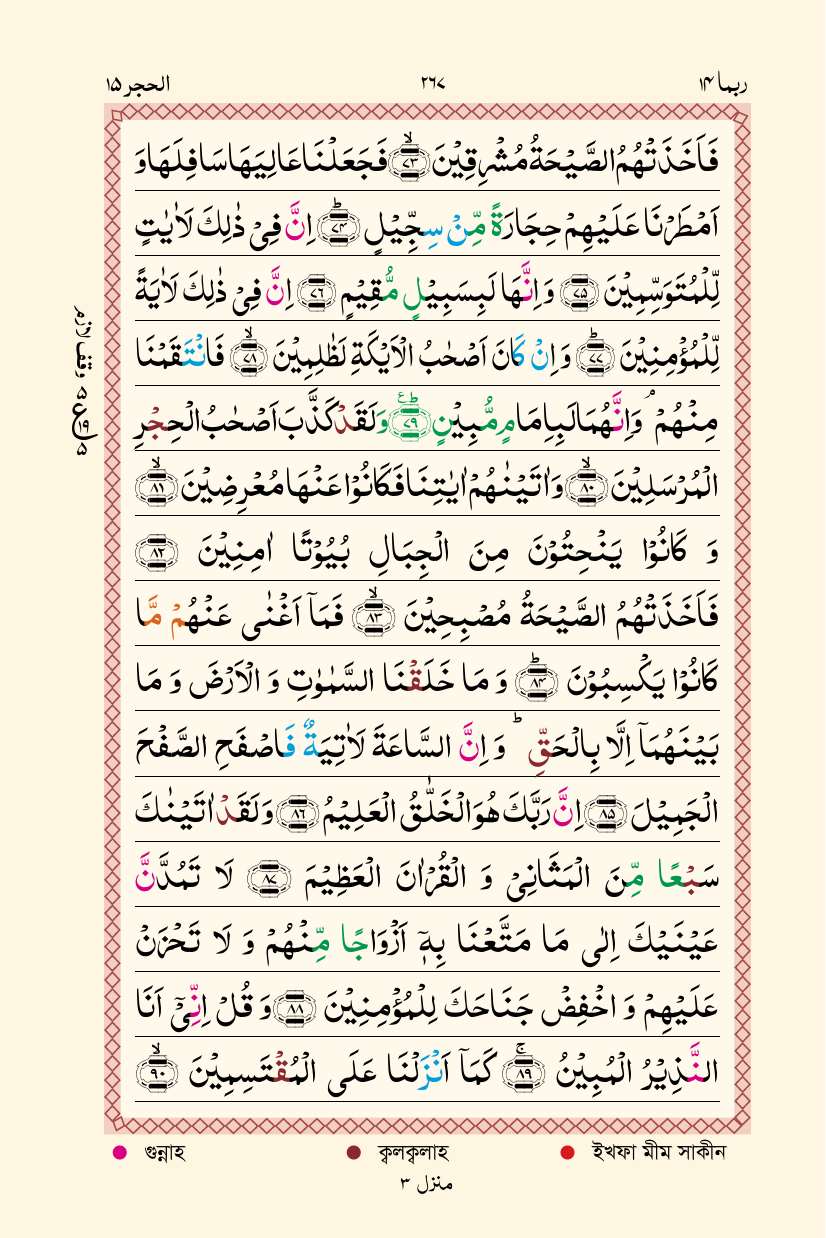 ربما ١٤ ٢٦٧ الحجر ١٥
فَاَخَذَتْهُمُ الصَّيْحَةُ مُشْرِقِيْنَ ﴿٧٣﴾ۙ فَجَعَلْنَا عَالِيَهَا سَافِلَهَا وَ
اَمْطَرْنَا عَلَيْهِمْ حِجَارَةً مِّنْ سِجِّيْلٍ ﴿٧٤﴾ؕ اِنَّ فِيْ ذٰلِكَ لَاٰيٰتٍ
لِّلْمُتَوَسِّمِيْنَ ﴿٧٥﴾ وَاِنَّهَا لَبِسَبِيْلٍ مُّقِيْمٍ ﴿٧٦﴾ اِنَّ فِيْ ذٰلِكَ لَاٰيَةً
لِّلْمُؤْمِنِيْنَ ﴿٧٧﴾ؕ وَاِنْ كَانَ اَصْحٰبُ الْاَيْكَةِ لَظٰلِمِيْنَ ﴿٧٨﴾ۙ فَانْتَقَمْنَا
مِنْهُمْ ۘ وَاِنَّهُمَا لَبِاِمَامٍ مُّبِيْنٍ ﴿٧٩﴾ؕ وَلَقَدْ كَذَّبَ اَصْحٰبُ الْحِجْرِ
الْمُرْسَلِيْنَ ﴿٨٠﴾ۙ وَاٰتَيْنٰهُمْ اٰيٰتِنَا فَكَانُوْا عَنْهَا مُعْرِضِيْنَ ﴿٨١﴾ۙ
وَ كَانُوْا يَنْحِتُوْنَ مِنَ الْجِبَالِ بُيُوْتًا اٰمِنِيْنَ ﴿٨٢﴾
فَاَخَذَتْهُمُ الصَّيْحَةُ مُصْبِحِيْنَ ﴿٨٣﴾ۙ فَمَاۤ اَغْنٰى عَنْهُمْ مَّا
كَانُوْا يَكْسِبُوْنَ ﴿٨٤﴾ؕ وَ مَا خَلَقْنَا السَّمٰوٰتِ وَ الْاَرْضَ وَ مَا
بَيْنَهُمَاۤ اِلَّا بِالْحَقِّ ؕ وَ اِنَّ السَّاعَةَ لَاٰتِيَةٌ فَاصْفَحِ الصَّفْحَ
الْجَمِيْلَ ﴿٨٥﴾ اِنَّ رَبَّكَ هُوَ الْخَلّٰقُ الْعَلِيْمُ ﴿٨٦﴾ وَلَقَدْ اٰتَيْنٰكَ
سَبْعًا مِّنَ الْمَثَانِيْ وَ الْقُرْاٰنَ الْعَظِيْمَ ﴿٨٧﴾ لَا تَمُدَّنَّ
عَيْنَيْكَ اِلٰى مَا مَتَّعْنَا بِهٖۤ اَزْوَاجًا مِّنْهُمْ وَ لَا تَحْزَنْ
عَلَيْهِمْ وَ اخْفِضْ جَنَاحَكَ لِلْمُؤْمِنِيْنَ ﴿٨٨﴾ وَ قُلْ اِنِّيْۤ اَنَا
النَّذِيْرُ الْمُبِيْنُ ﴿٨٩﴾ۚ كَمَاۤ اَنْزَلْنَا عَلَى الْمُقْتَسِمِيْنَ ﴿٩٠﴾ۙ
وقف لازم
٥
ع ١٩
٥
গুন্নাহ ক্বলক্বলাহ ইখফা মীম সাকীন
منزل ٣